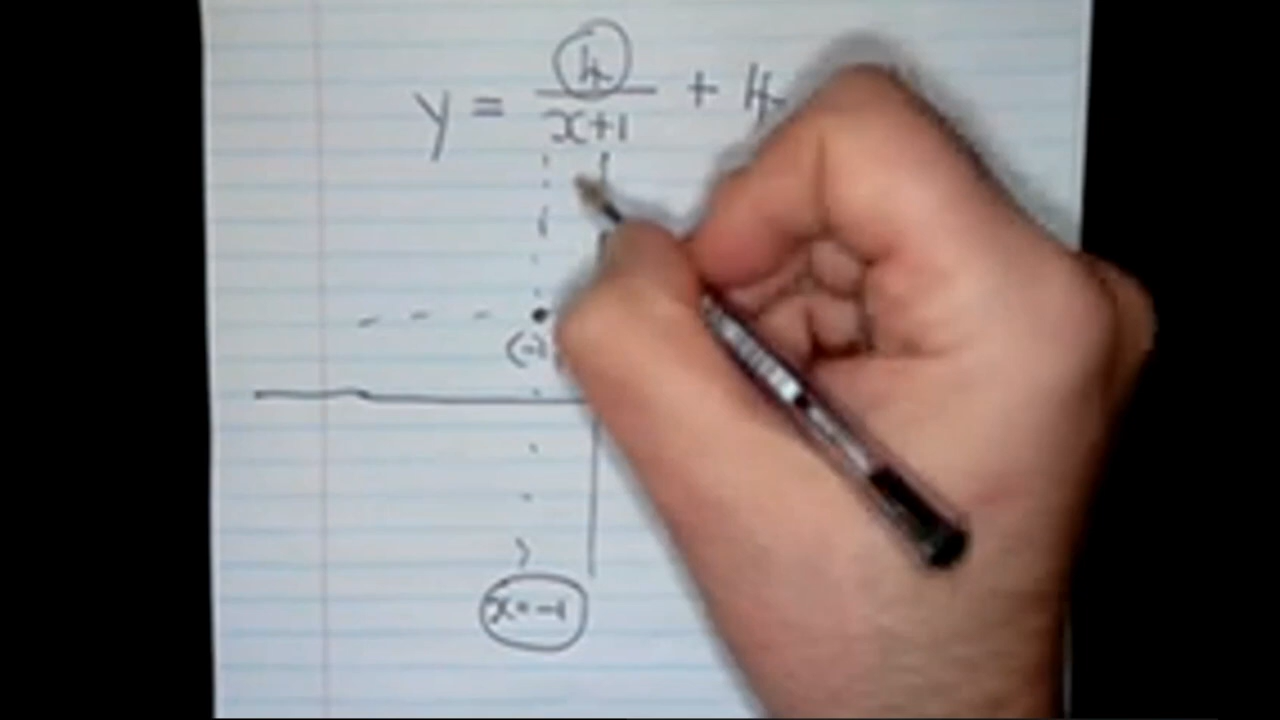 y = 4
x+1
+ 4
(-1
x = -1